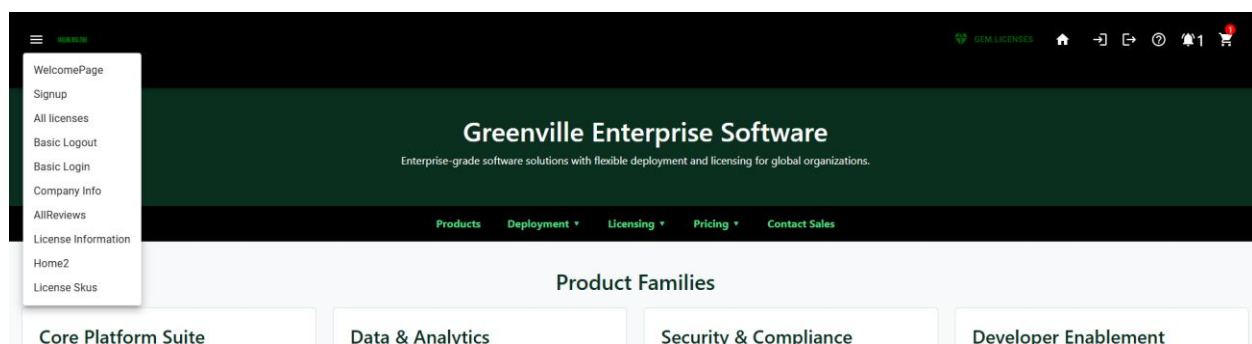 GEM LICENSES
1
1
WelcomePage
Signup
All licenses
Basic Logout
Basic Login
Company Info
AllReviews
License Information
Home2
License Skus
Greenville Enterprise Software
Enterprise-grade software solutions with flexible deployment and licensing for global organizations.
Products Deployment ▾ Licensing ▾ Pricing ▾ Contact Sales
Product Families
Core Platform Suite Data & Analytics Security & Compliance Developer Enablement